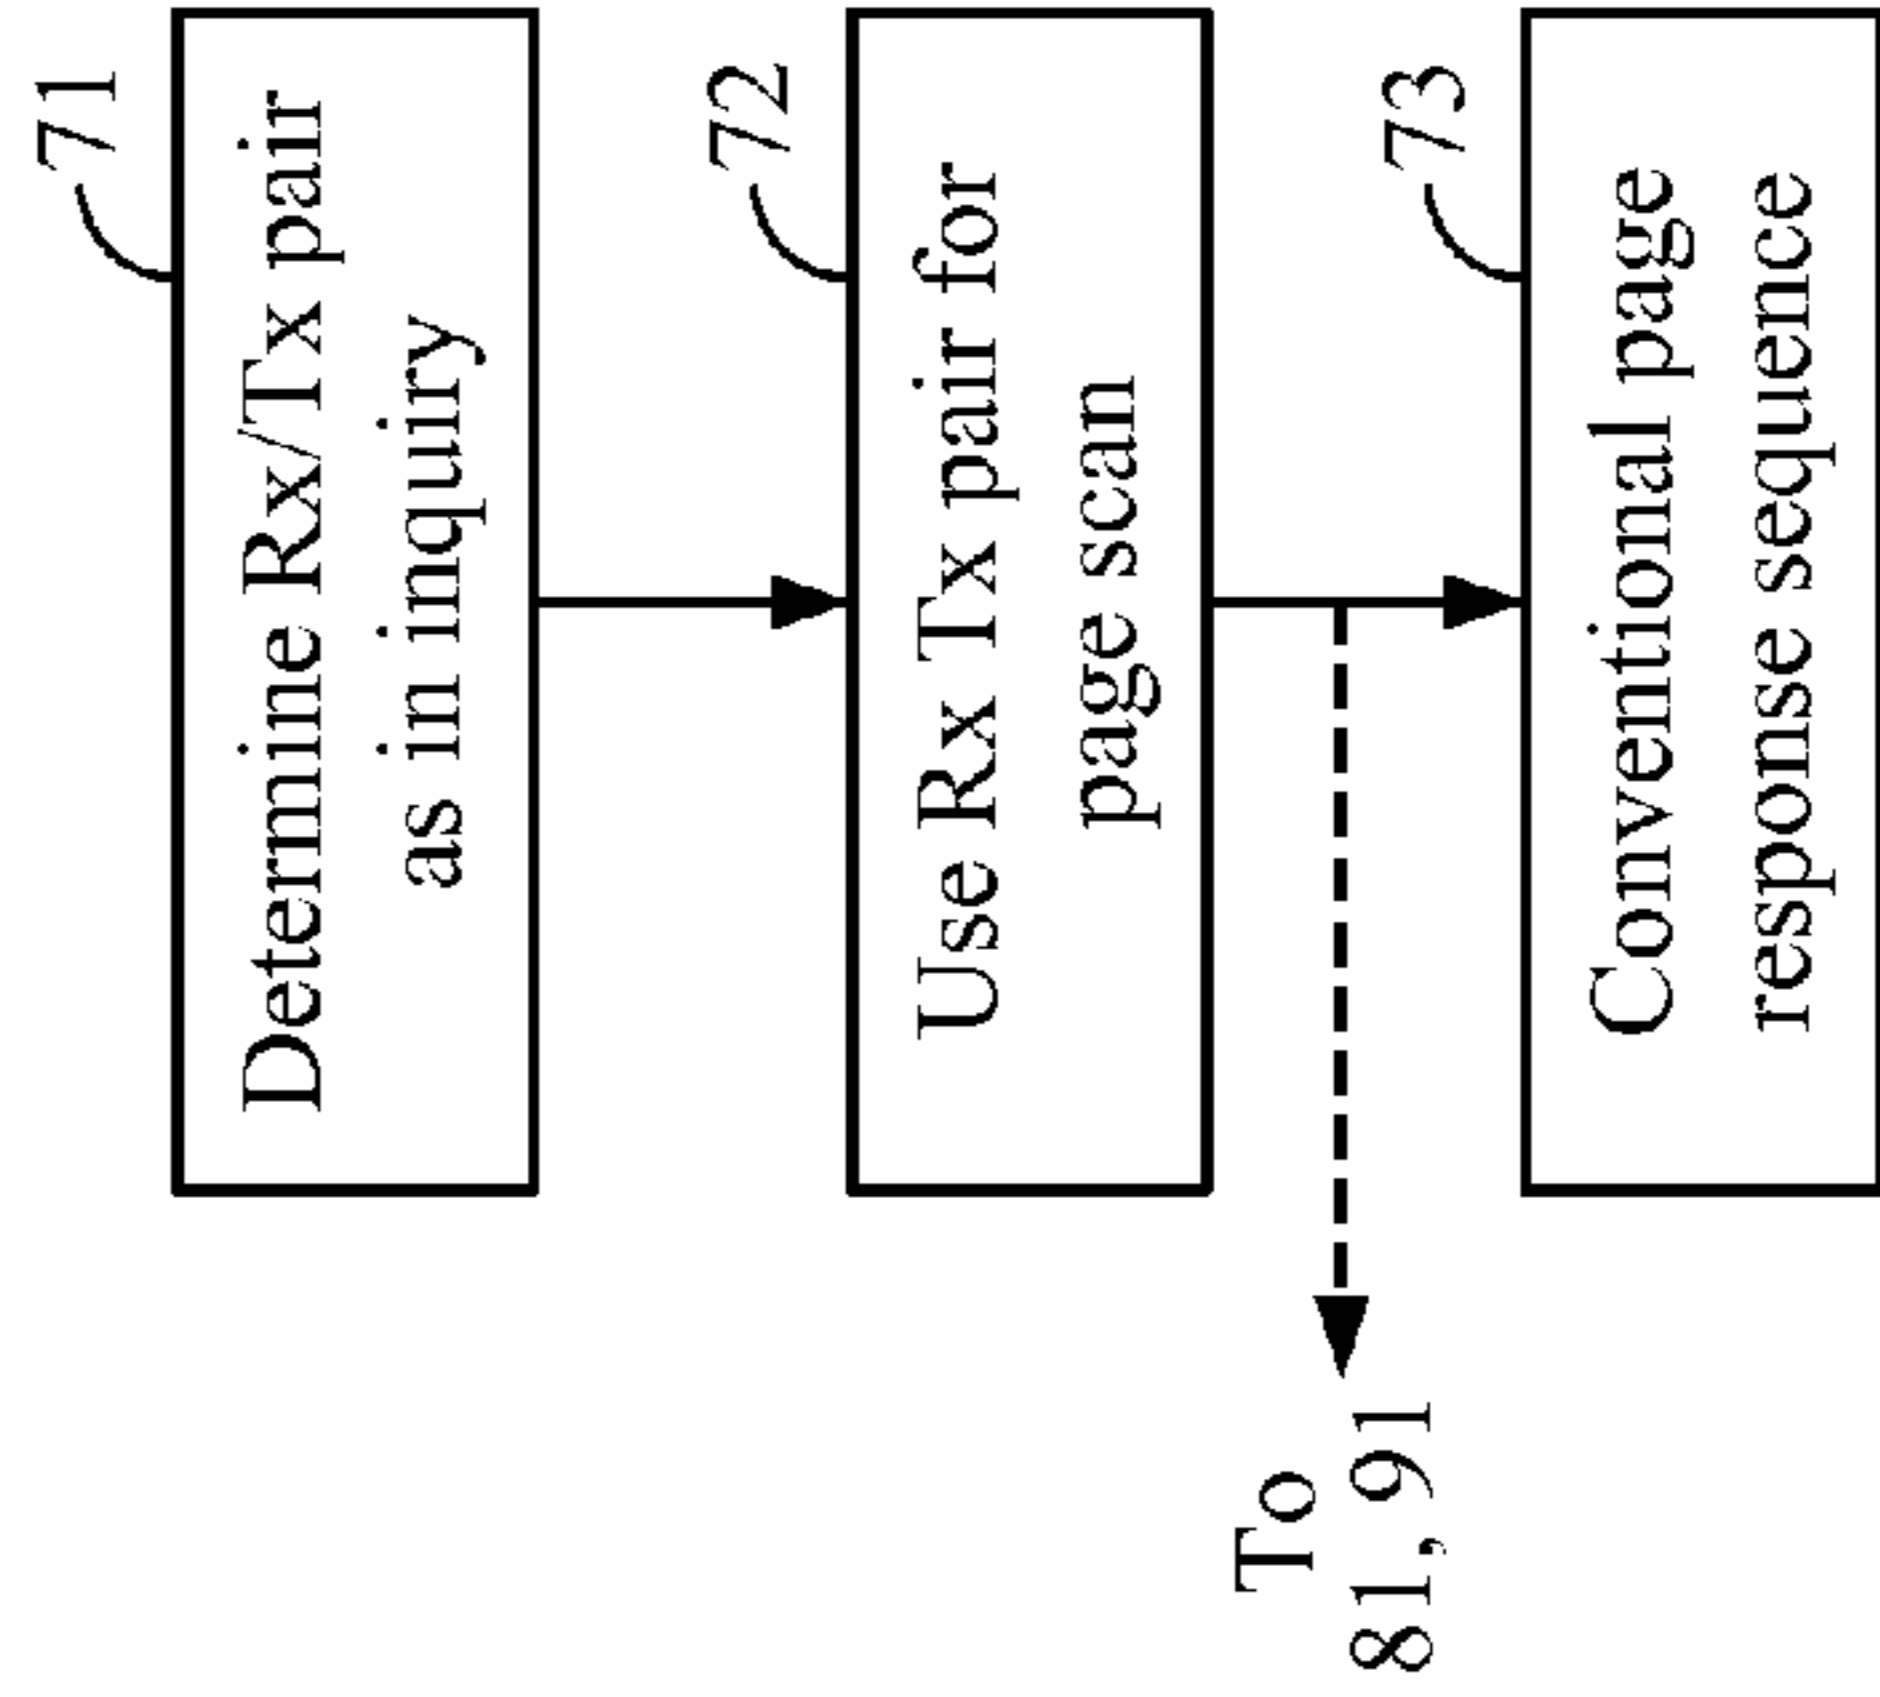 71
Determine Rx/Tx pair
as in inquiry
72
Use Rx Tx pair for
page scan
To
81, 91
73
Conventional page
response sequence